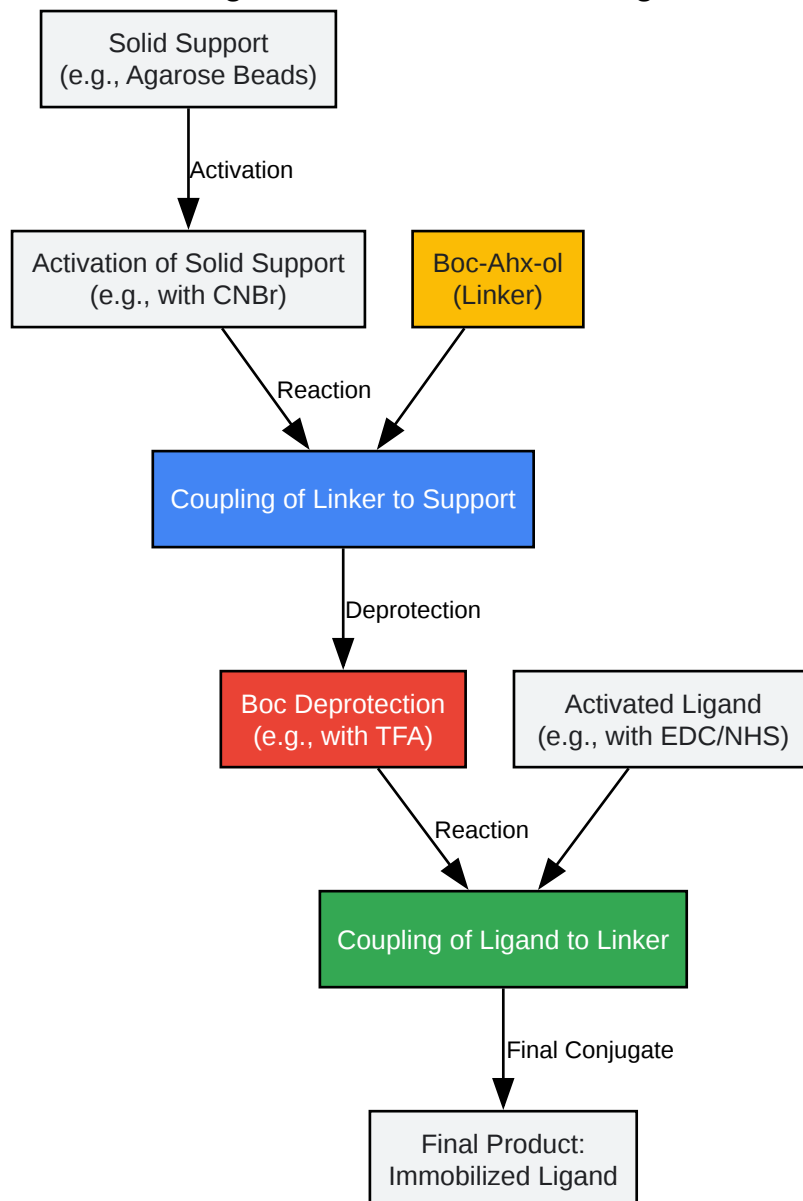 Solid Support
(e.g., Agarose Beads)
Activation
Activation of Solid Support
(e.g., with CNBr)
Boc-Ahx-ol
(Linker)
Reaction
Coupling of Linker to Support
Deprotection
Boc Deprotection
(e.g., with TFA)
Activated Ligand
(e.g., with EDC/NHS)
Reaction
Coupling of Ligand to Linker
Final Conjugate
Final Product:
Immobilized Ligand